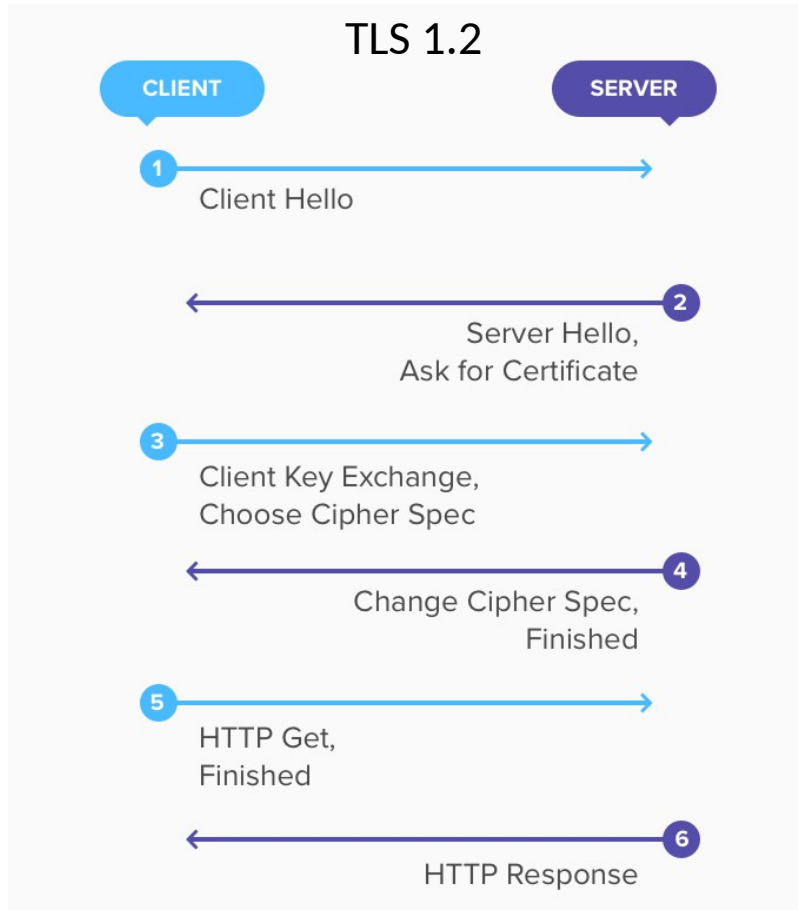 TLS 1.2
CLIENT
SERVER
1
Client Hello
2
Server Hello,
Ask for Certificate
3
Client Key Exchange,
Choose Cipher Spec
4
Change Cipher Spec,
Finished
5
HTTP Get,
Finished
6
HTTP Response